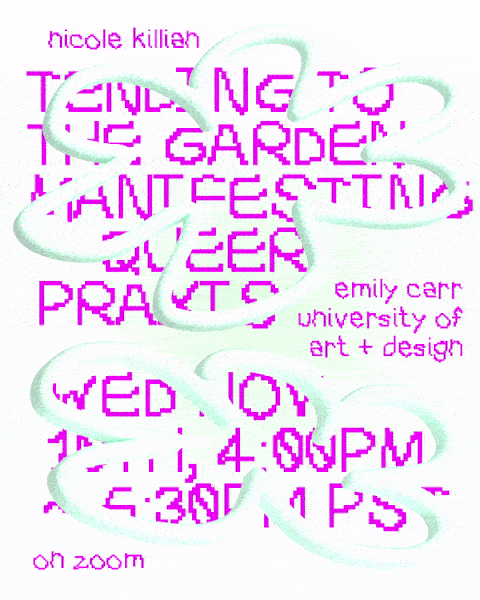 nicole killian
TENDING TO
THE GARDEN
MANIFESTING
QUEER
PRAXIS
emily carr
university of
art + design
WED NOV
10TH, 4:00PM
- 5:30PM PST
on zoom